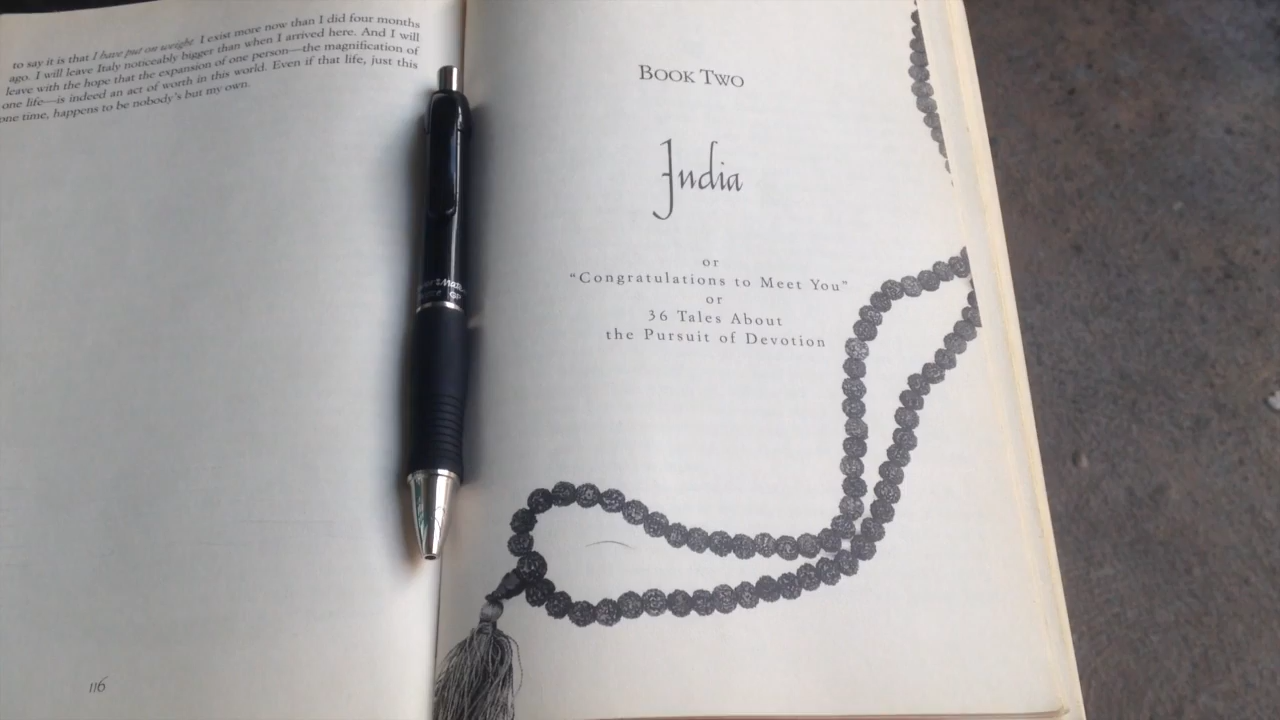 to say it is that I have put on weight. I exist more now than I did four months
ago. I will leave Italy noticeably bigger than when I arrived here. And I will
leave with the hope that the expansion of one person—the magnification of
one life—is indeed an act of worth in this world. Even if that life, just this
one time, happens to be nobody's but my own.
116
BOOK TWO
India
or
“Congratulations to Meet You”
or
36 Tales About
the Pursuit of Devotion